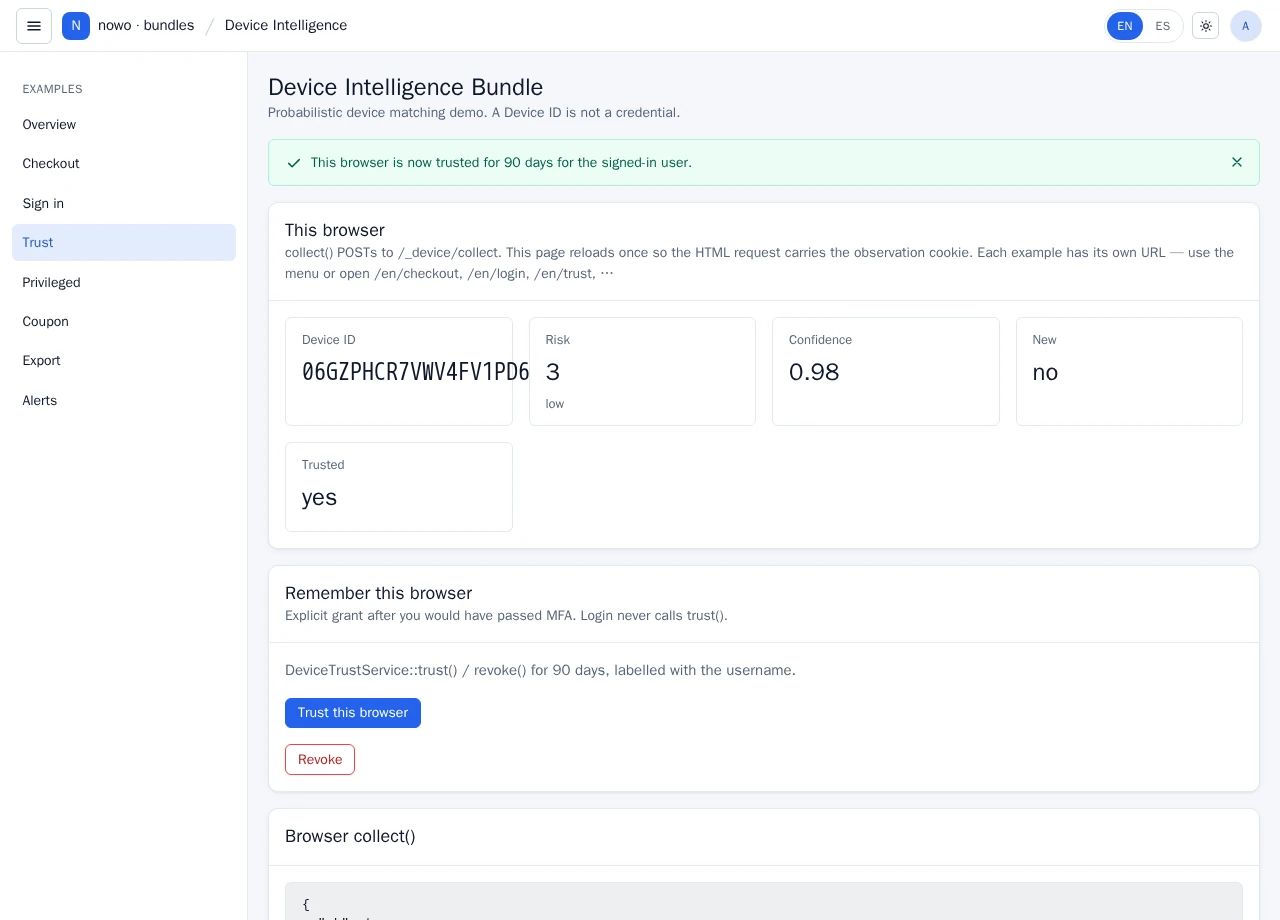 N nowo · bundles / Device Intelligence
EN ES A
EXAMPLES
Overview
Checkout
Sign in
Trust
Privileged
Coupon
Export
Alerts
Device Intelligence Bundle
Probabilistic device matching demo. A Device ID is not a credential.
This browser is now trusted for 90 days for the signed-in user.
This browser
collect() POSTs to /_device/collect. This page reloads once so the HTML request carries the observation cookie. Each example has its own URL — use the
menu or open /en/checkout, /en/login, /en/trust, ⋯
Device ID
06GZPHCR7VWV4FV1PD6
Risk
3
low
Confidence
0.98
New
no
Trusted
yes
Remember this browser
Explicit grant after you would have passed MFA. Login never calls trust().
DeviceTrustService::trust() / revoke() for 90 days, labelled with the username.
Trust this browser
Revoke
Browser collect()
{